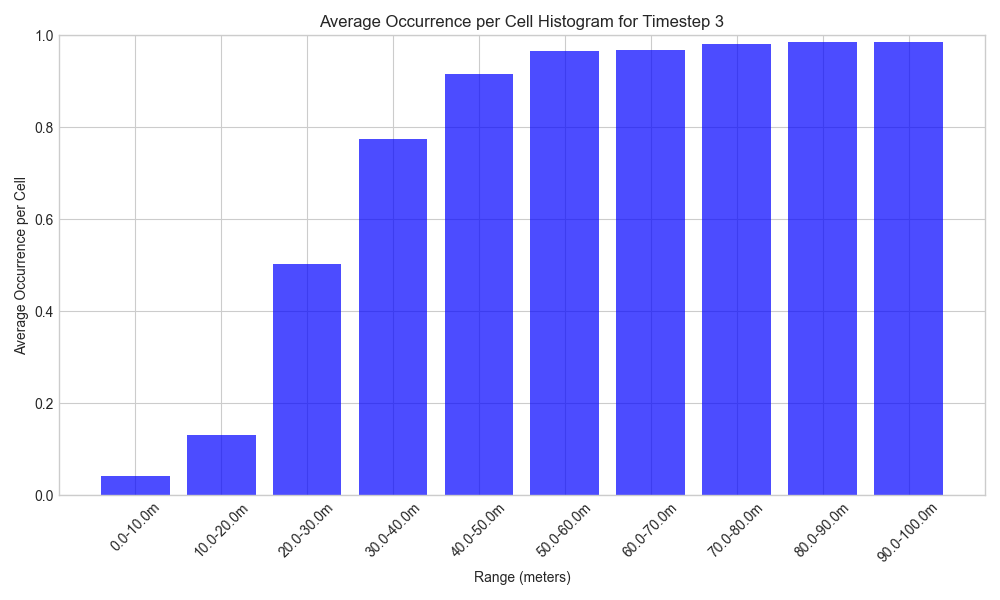 Average Occurrence per Cell Histogram for Timestep 3
Average Occurrence per Cell
1.0
0.8
0.6
0.4
0.2
0.0
0.0-10.0m
10.0-20.0m
20.0-30.0m
30.0-40.0m
40.0-50.0m
50.0-60.0m
60.0-70.0m
70.0-80.0m
80.0-90.0m
90.0-100.0m
Range (meters)